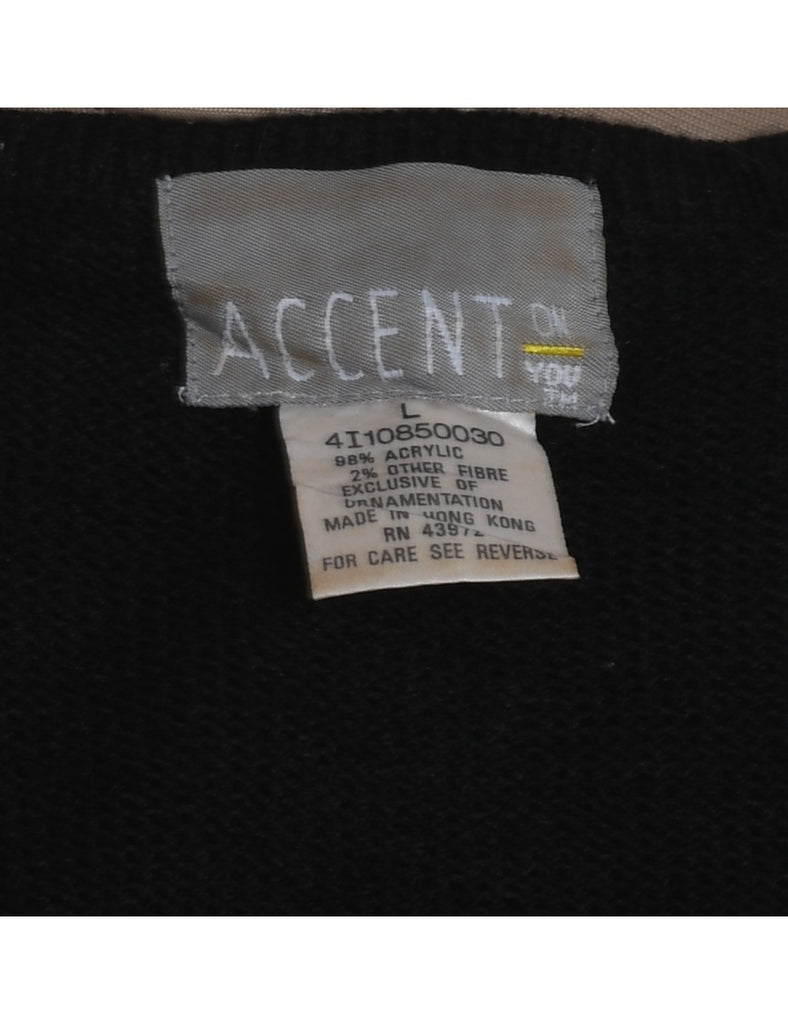 ACCENT ON
YOU
TM
L
4I10850030
98% ACRYLIC
2% OTHER FIBRE
EXCLUSIVE OF
ORNAMENTATION
MADE IN HONG KONG
RN
FOR CARE SEE REVERSE